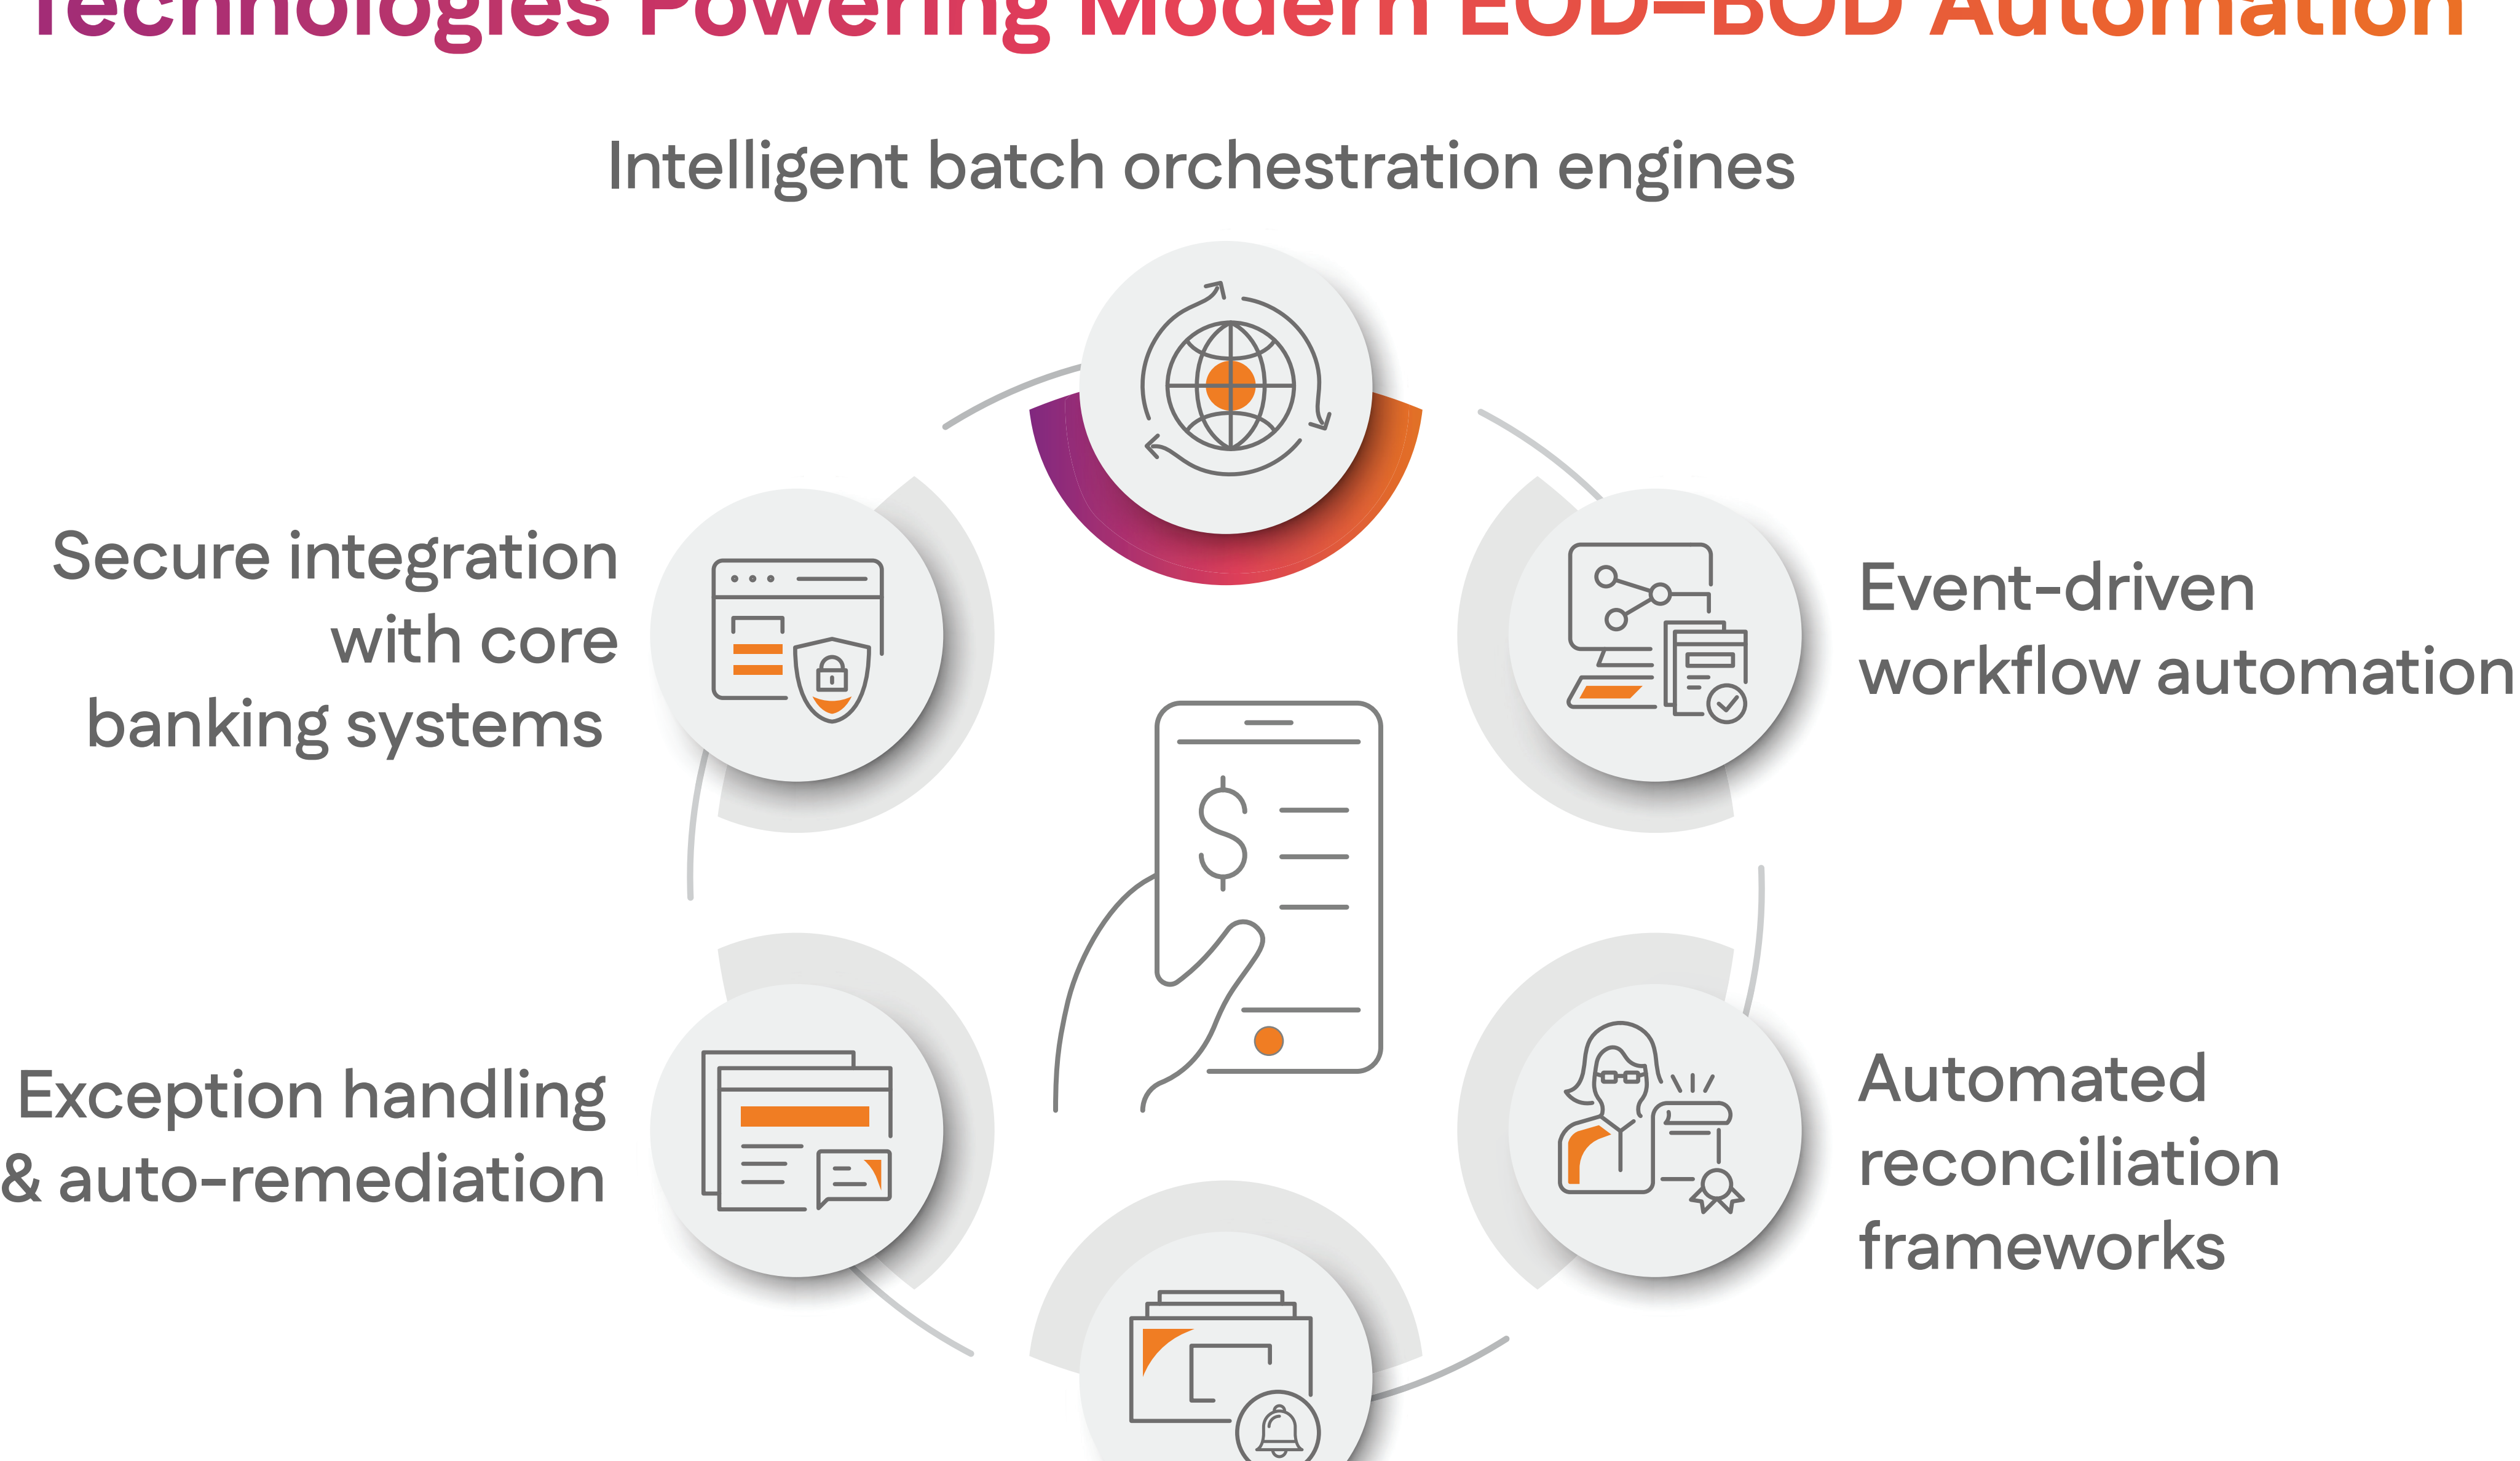 Technologies Powering Modern EOD–BOD Automation
Intelligent batch orchestration engines
Secure integration
with core
banking systems
Event-driven
workflow automation
Exception handling
& auto-remediation
Automated
reconciliation
frameworks
$